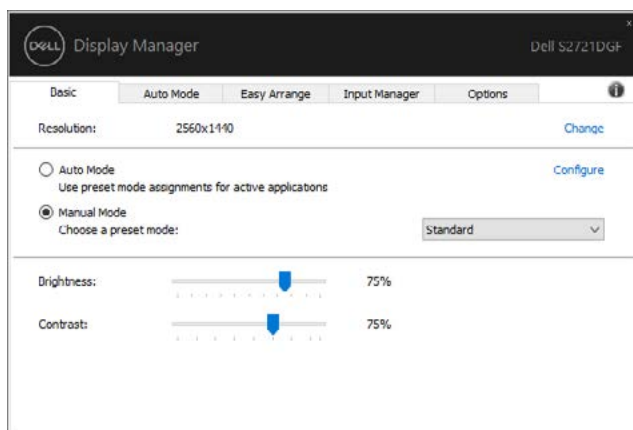 DELL Display Manager Dell S2721DGF
Basic Auto Mode Easy Arrange Input Manager Options
Resolution: 2560x1440 Change
Auto Mode Configure
Use preset mode assignments for active applications
Manual Mode
Choose a preset mode: Standard
Brightness: 75%
Contrast: 75%